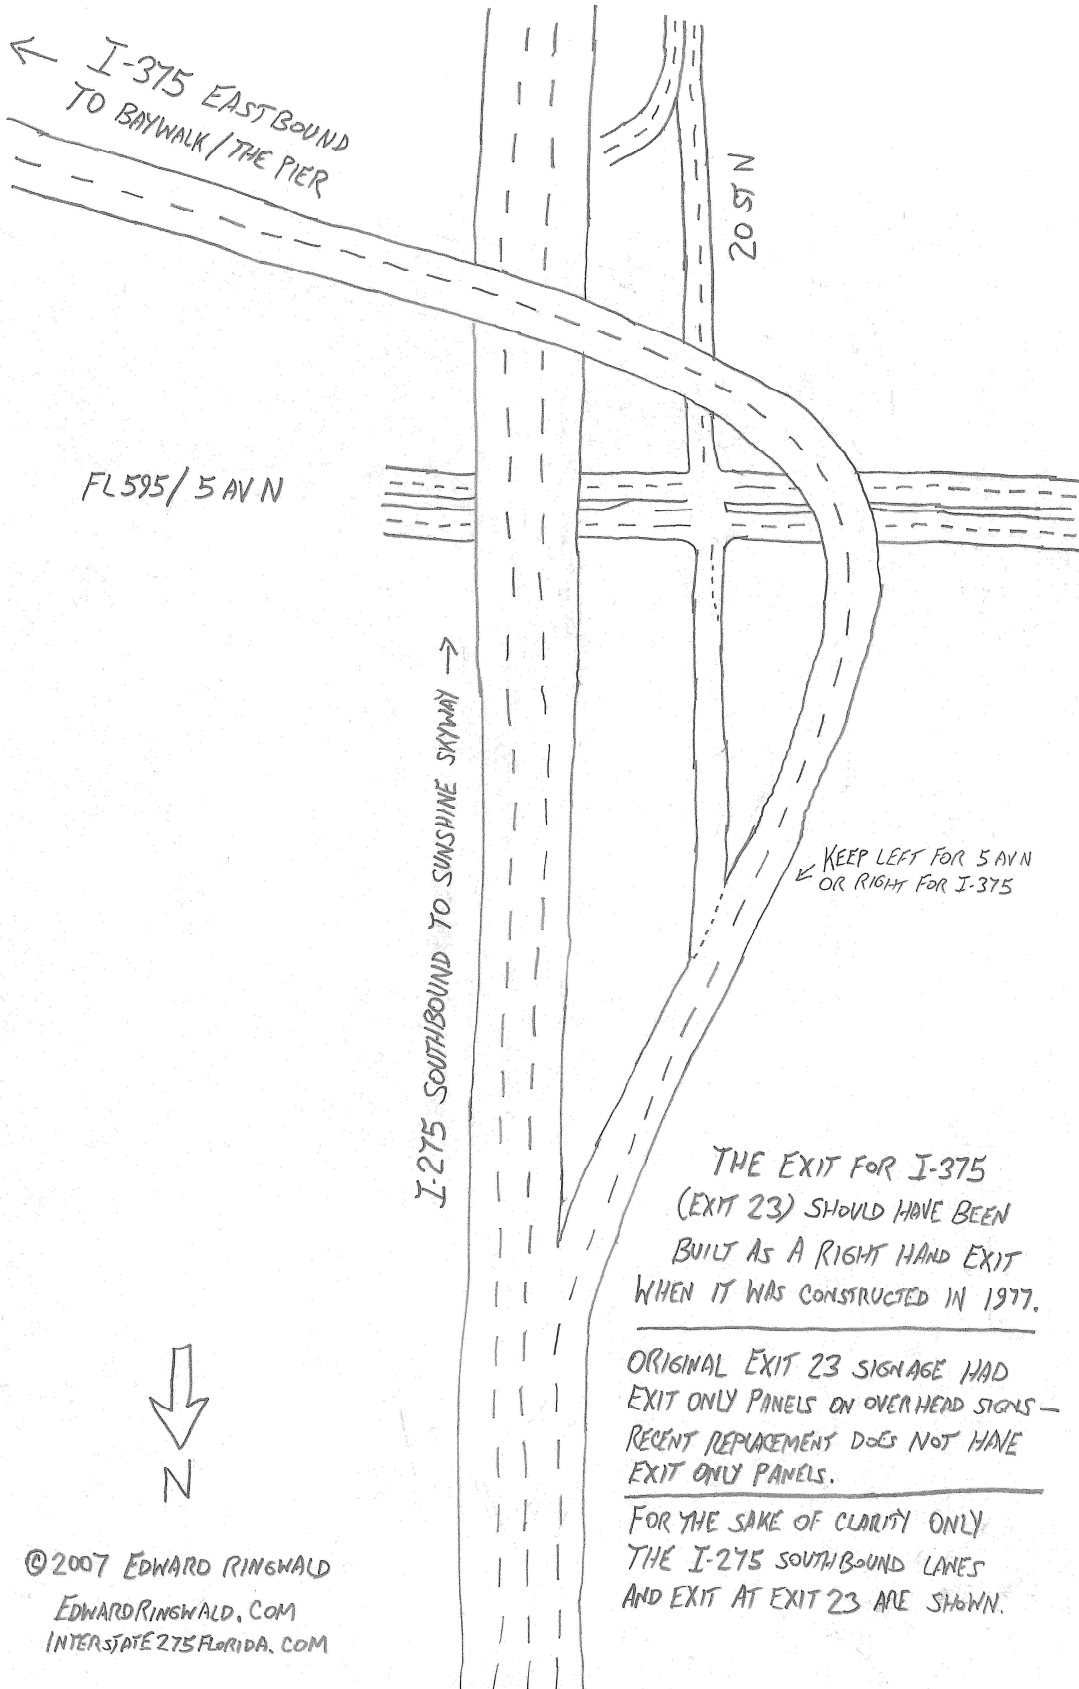 ← I-375 EASTBOUND
TO BAYWALK/THE PIER
20 ST N
FL595/5 AV N
I-275 SOUTHBOUND TO SUNSHINE SKYWAY →
KEEP LEFT FOR 5 AV N
OR RIGHT FOR I-375
THE EXIT FOR I-375
(EXIT 23) SHOULD HAVE BEEN
BUILT AS A RIGHT HAND EXIT
WHEN IT WAS CONSTRUCTED IN 1977.
ORIGINAL EXIT 23 SIGNAGE HAD
EXIT ONLY PANELS ON OVERHEAD SIGNS—
RECENT REPLACEMENT DOES NOT HAVE
EXIT ONLY PANELS.
FOR THE SAKE OF CLARITY ONLY
THE I-275 SOUTHBOUND LANES
AND EXIT AT EXIT 23 ARE SHOWN.
N
©2007 EDWARD RINGWALD
EDWARDRINGWALD.COM
INTERSTATE275FLORIDA.COM